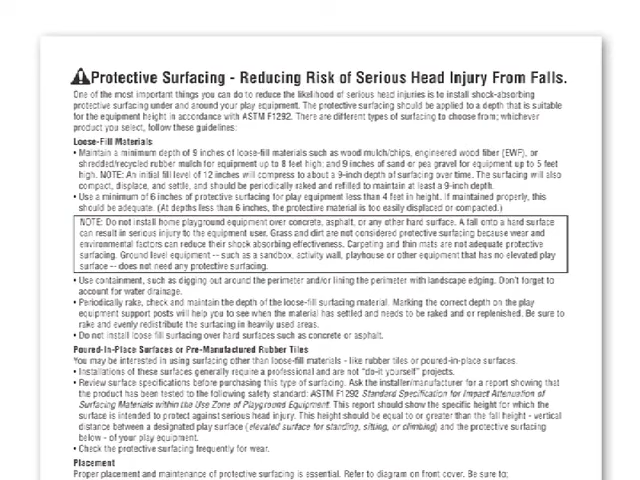 Protective Surfacing - Reducing Risk of Serious Head Injury From Falls.
One of the most important things you can do to reduce the likelihood of serious head injuries is to install shock-absorbing
protective surfacing under and around your play equipment. The protective surfacing should be applied to a depth that is suitable
for the equipment height in accordance with ASTM F1292. There are different types of surfacing to choose from; whichever
product you select, follow these guidelines:
Loose-Fill Materials
• Maintain a minimum depth of 9 inches of loose-fill materials such as wood mulch/chips, engineered wood fiber (EWF), or
shredded/recycled rubber mulch for equipment up to 8 feet high; and 9 inches of sand or pea gravel for equipment up to 5 feet
high. NOTE: An initial fill level of 12 inches will compress to about a 9-inch depth of surfacing over time. The surfacing will also
compact, displace, and settle, and should be periodically raked and refilled to maintain at least a 9-inch depth.
• Use a minimum of 6 inches of protective surfacing for play equipment less than 4 feet in height. If maintained properly, this
should be adequate. (At depths less than 6 inches, the protective material is too easily displaced or compacted.)
NOTE: Do not install home playground equipment over concrete, asphalt, or any other hard surface. A fall onto a hard surface
can result in serious injury to the equipment user. Grass and dirt are not considered protective surfacing because wear and
environmental factors can reduce their shock absorbing effectiveness. Carpeting and thin mats are not adequate protective
surfacing. Ground level equipment -- such as a sandbox, activity wall, playhouse or other equipment that has no elevated play
surface -- does not need any protective surfacing.
• Use containment, such as digging out around the perimeter and/or lining the perimeter with landscape edging. Don't forget to
account for water drainage.
• Periodically rake, check and maintain the depth of the loose-fill surfacing material. Marking the correct depth on the play
equipment support posts will help you to see when the material has settled and needs to be raked and or replenished. Be sure to
rake and evenly redistribute the surfacing in heavily used areas.
• Do not install loose fill surfacing over hard surfaces such as concrete or asphalt.
Poured-In-Place Surfaces or Pre-Manufactured Rubber Tiles
You may be interested in using surfacing other than loose-fill materials - like rubber tiles or poured-in-place surfaces.
• Installations of these surfaces generally require a professional and are not "do-it yourself" projects.
• Review surface specifications before purchasing this type of surfacing. Ask the installer/manufacturer for a report showing that
the product has been tested to the following safety standard: ASTM F1292 Standard Specification for Impact Attenuation of
Surfacing Materials within the Use Zone of Playground Equipment. This report should show the specific height for which the
surface is intended to protect against serious head injury. This height should be equal to or greater than the fall height - vertical
distance between a designated play surface (elevated surface for standing, sitting, or climbing) and the protective surfacing
below - of your play equipment.
• Check the protective surfacing frequently for wear.
Placement
Proper placement and maintenance of protective surfacing is essential. Refer to diagram on front cover. Be sure to: